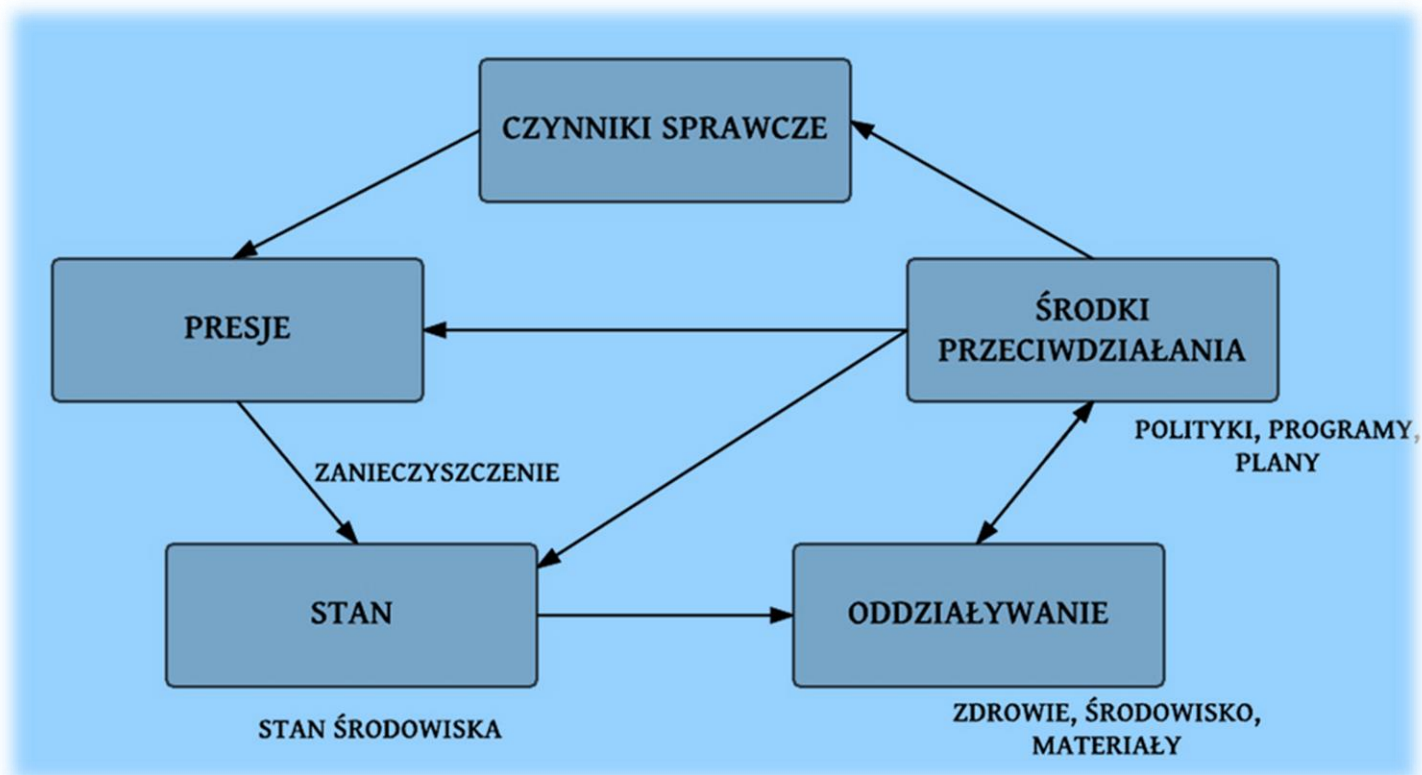 CZYNNIKI SPRAWCZE
PRESJE
ŚRODKI
PRZECIWDZIAŁANIA
POLITYKI, PROGRAMY,
PLANY
ZANIECZYSZCZENIE
STAN
ODDZIAŁYWANIE
STAN ŚRODOWISKA
ZDROWIE, ŚRODOWISKO,
MATERIAŁY